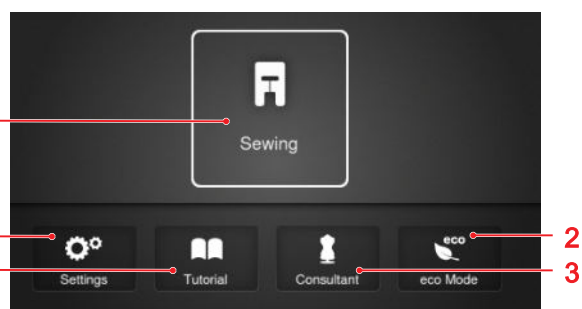 Sewing
eco
Settings
Tutorial
Consultant
eco Mode
2
3